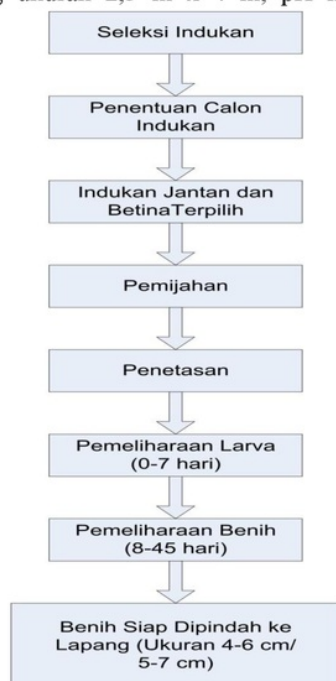 Seleksi Indukan
Penentuan Calon
Indukan
Indukan Jantan dan
BetinaTerpilih
Pemijahan
Penetasan
Pemeliharaan Larva
(0-7 hari)
Pemeliharaan Benih
(8-45 hari)
Benih Siap Dipindah ke
Lapang (Ukuran 4-6 cm/
5-7 cm)